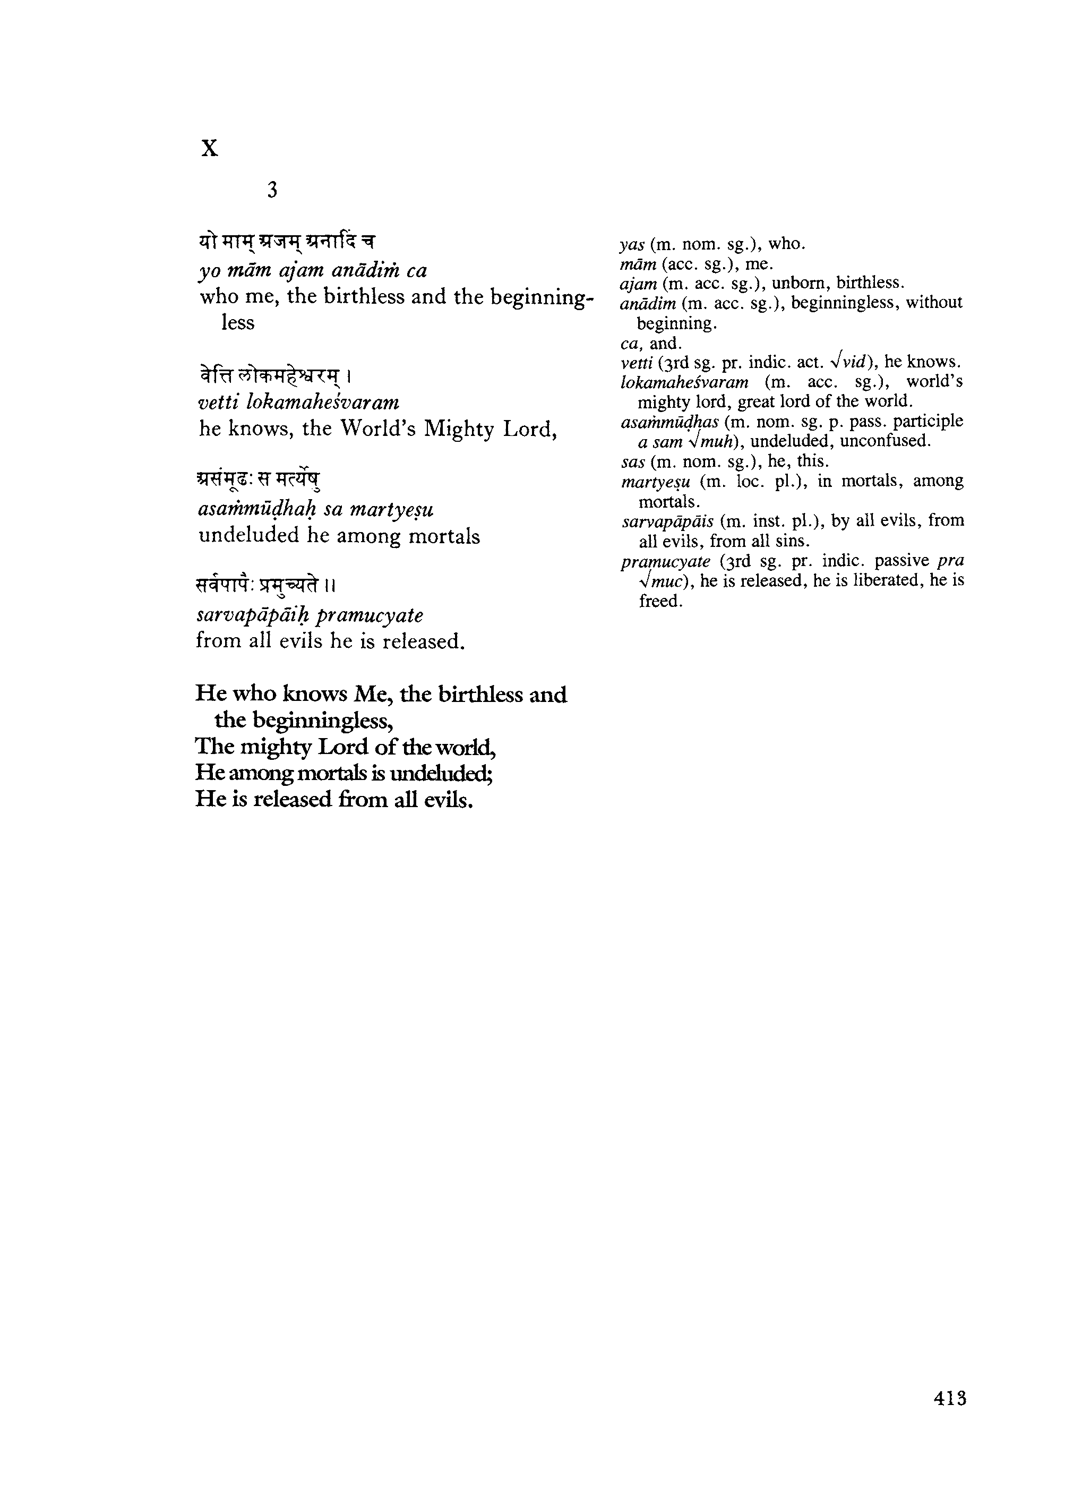 X
3
यो माम् अजम् अनादिं च
yo mām ajam anādiṁ ca
who me, the birthless and the beginning-
less
वेत्ति लोकमहेश्वरम् ।
vetti lokamaheśvaram
he knows, the World's Mighty Lord,
असंमूढः स मर्त्येषु
asaṁmūḍhaḥ sa martyeṣu
undeluded he among mortals
सर्वपापैः प्रमुच्यते ।।
sarvapāpāiḥ pramucyate
from all evils he is released.
He who knows Me, the birthless and
the beginningless,
The mighty Lord of the world,
He among mortals is undeluded;
He is released from all evils.
yas (m. nom. sg.), who.
mām (acc. sg.), me.
ajam (m. acc. sg.), unborn, birthless.
anādim (m. acc. sg.), beginningless, without
beginning.
ca, and.
vetti (3rd sg. pr. indic. act. √vid), he knows.
lokamaheśvaram (m. acc. sg.), world's
mighty lord, great lord of the world.
asaṁmūḍhas (m. nom. sg. p. pass. participle
a sam √muh), undeluded, unconfused.
sas (m. nom. sg.), he, this.
martyeṣu (m. loc. pl.), in mortals, among
mortals.
sarvapāpāis (m. inst. pl.), by all evils, from
all evils, from all sins.
pramucyate (3rd sg. pr. indic. passive pra
√muc), he is released, he is liberated, he is
freed.
413